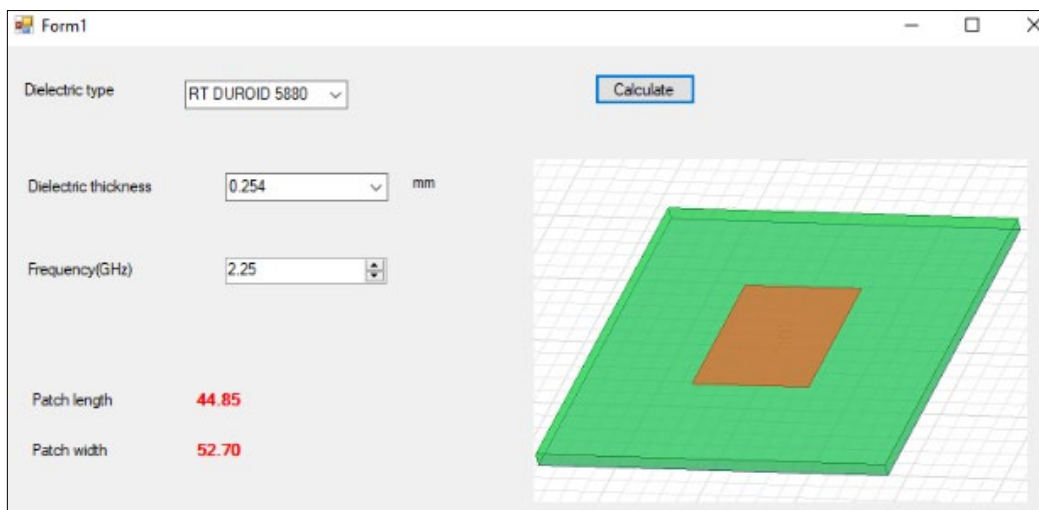 Form1
Dielectric type
RT DUROID 5880
Calculate
Dielectric thickness
0.254
mm
Frequency(GHz)
2.25
Patch length
44.85
Patch width
52.70